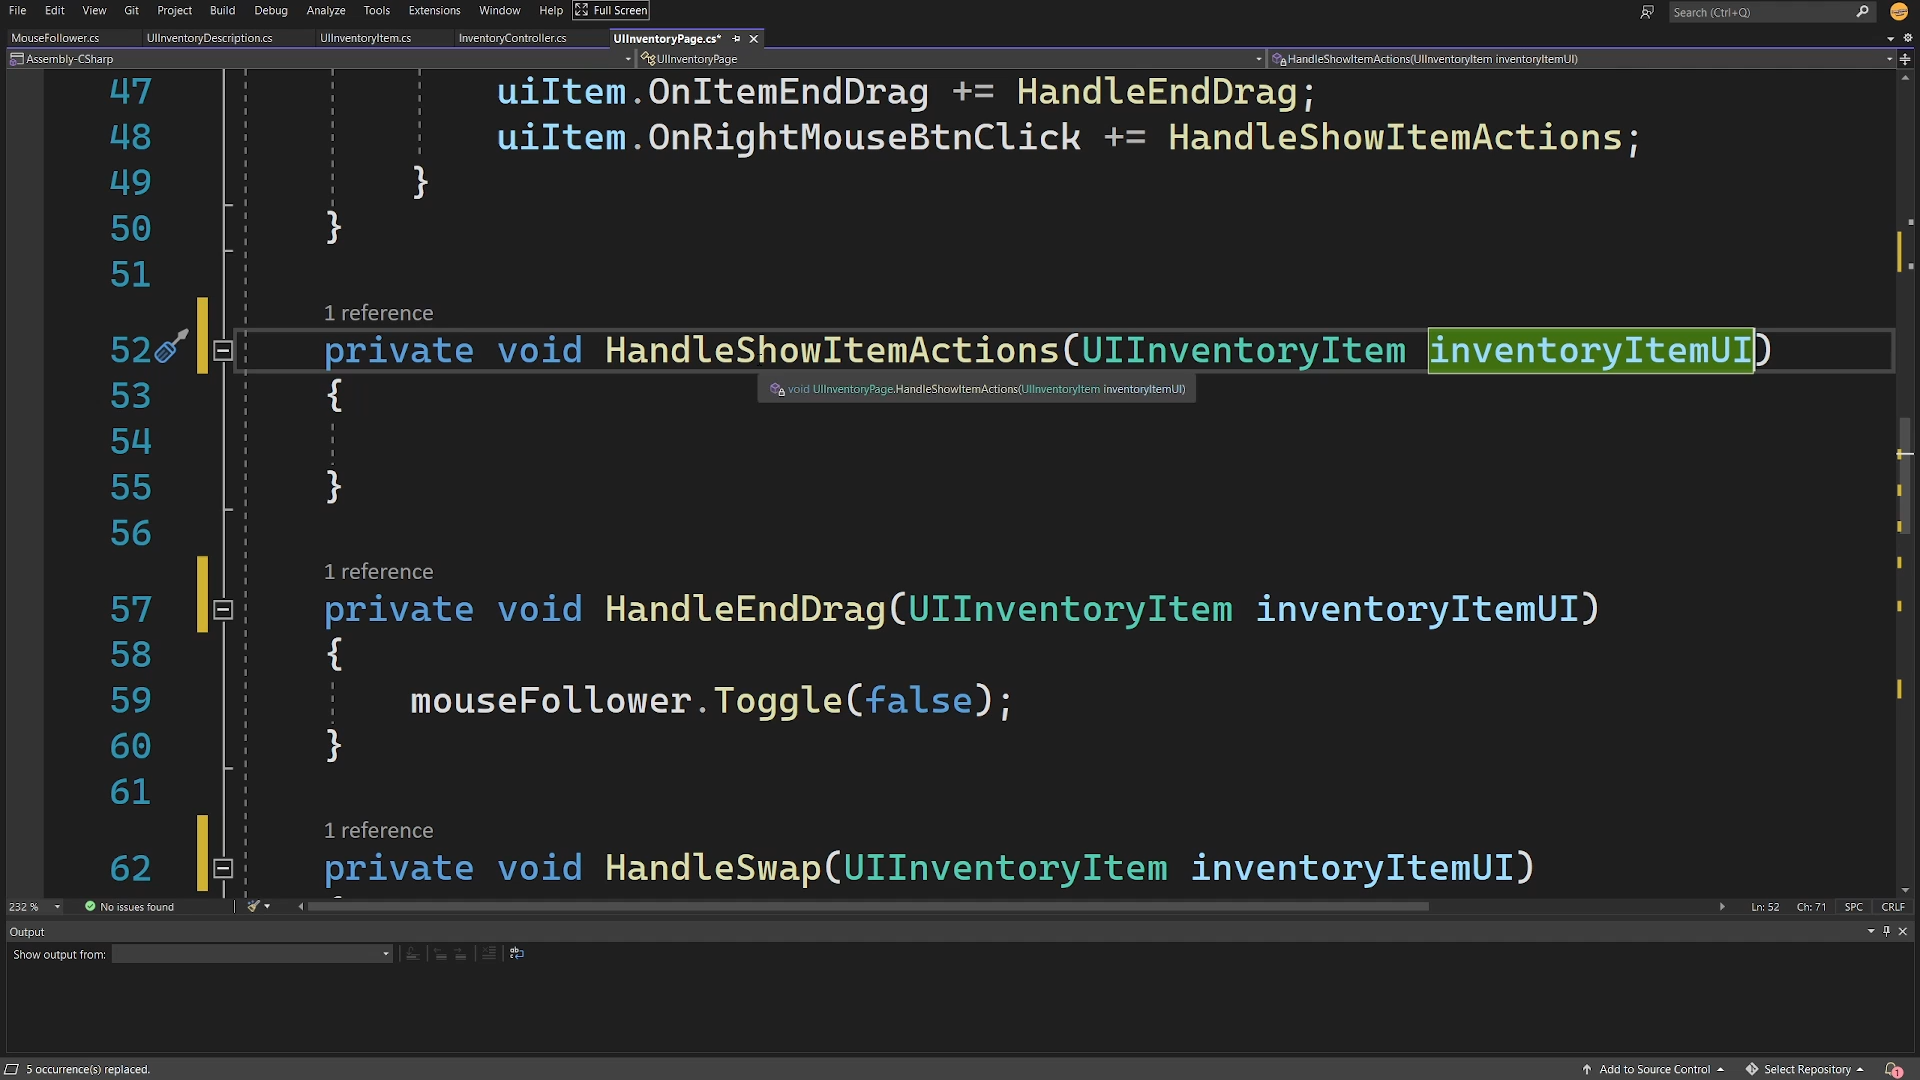 File Edit View Git Project Build Debug Analyze Tools Extensions Window Help Full Screen Search (Ctrl+Q)
MouseFollower.cs UIInventoryDescription.cs UIInventoryItem.cs InventoryController.cs UIInventoryPage.cs*
Assembly-CSharp UIInventoryPage HandleShowItemActions(UIInventoryItem inventoryItemUI)
47 uiItem.OnItemEndDrag += HandleEndDrag;
48 uiItem.OnRightMouseBtnClick += HandleShowItemActions;
49 }
50 }
51
1 reference
52 private void HandleShowItemActions(UIInventoryItem inventoryItemUI)
void UIInventoryPage.HandleShowItemActions(UIInventoryItem inventoryItemUI)
53 {
54
55 }
56
1 reference
57 private void HandleEndDrag(UIInventoryItem inventoryItemUI)
58 {
59 mouseFollower.Toggle(false);
60 }
61
1 reference
62 private void HandleSwap(UIInventoryItem inventoryItemUI)
232 % No issues found Ln: 52 Ch: 71 SPC CRLF
Output
Show output from:
5 occurrence(s) replaced. Add to Source Control Select Repository 1